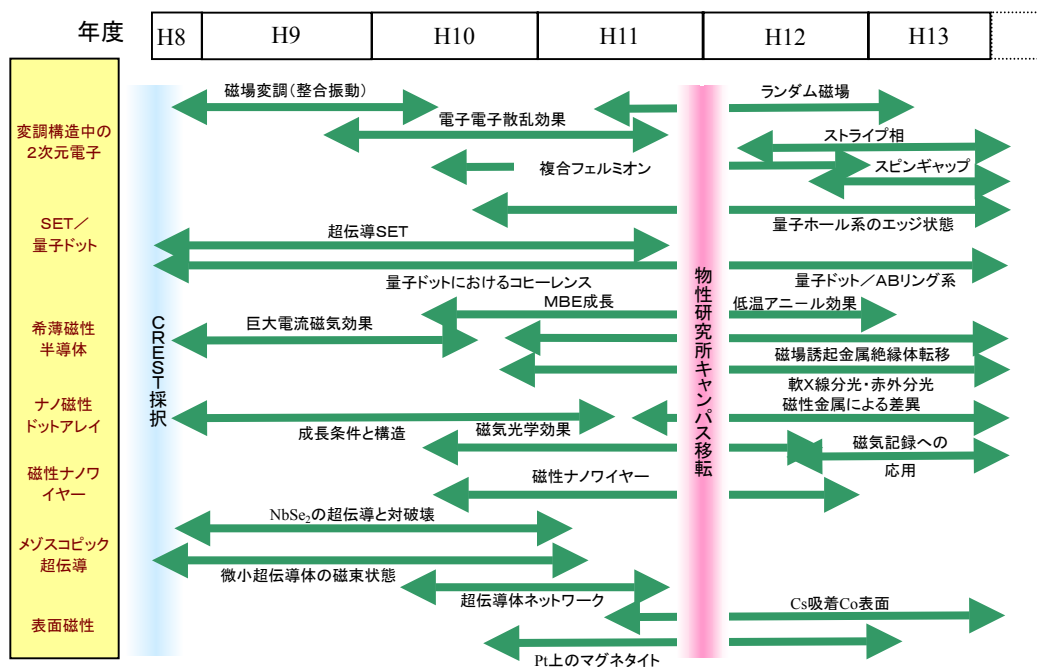 年度
H8
H9
H10
H11
H12
H13
変調構造中の
2次元電子
SET／
量子ドット
希薄磁性
半導体
ナノ磁性
ドットアレイ
磁性ナノワ
イヤー
メゾスコピック
超伝導
表面磁性
CREST採択
物性研究所キャンパス移転
磁場変調(整合振動)
ランダム磁場
電子電子散乱効果
ストライプ相
複合フェルミオン
スピンギャップ
量子ホール系のエッジ状態
超伝導SET
量子ドットにおけるコヒーレンス
量子ドット／ABリング系
MBE成長
低温アニール効果
巨大電流磁気効果
磁場誘起金属絶縁体転移
軟X線分光・赤外分光
磁性金属による差異
成長条件と構造
磁気光学効果
磁気記録への
応用
磁性ナノワイヤー
NbSe₂の超伝導と対破壊
微小超伝導体の磁束状態
超伝導体ネットワーク
Cs吸着Co表面
Pt上のマグネタイト